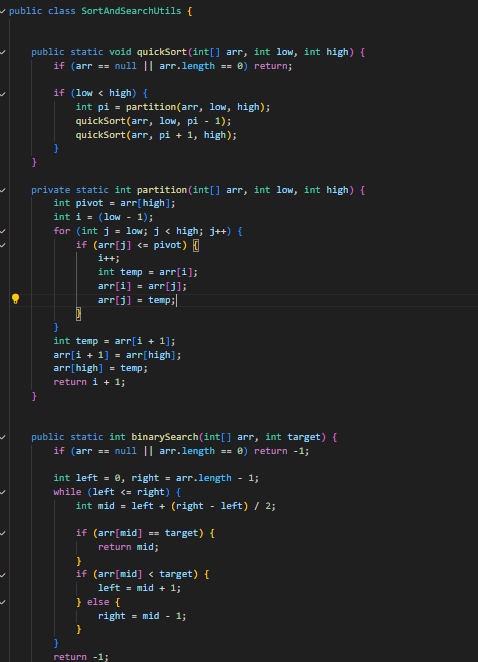 public class SortAndSearchUtils {
public static void quickSort(int[] arr, int low, int high) {
if (arr == null || arr.length == 0) return;
if (low < high) {
int pi = partition(arr, low, high);
quickSort(arr, low, pi - 1);
quickSort(arr, pi + 1, high);
}
}
private static int partition(int[] arr, int low, int high) {
int pivot = arr[high];
int i = (low - 1);
for (int j = low; j < high; j++) {
if (arr[j] <= pivot) {
i++;
int temp = arr[i];
arr[i] = arr[j];
arr[j] = temp;
}
}
int temp = arr[i + 1];
arr[i + 1] = arr[high];
arr[high] = temp;
return i + 1;
}
public static int binarySearch(int[] arr, int target) {
if (arr == null || arr.length == 0) return -1;
int left = 0, right = arr.length - 1;
while (left <= right) {
int mid = left + (right - left) / 2;
if (arr[mid] == target) {
return mid;
}
if (arr[mid] < target) {
left = mid + 1;
} else {
right = mid - 1;
}
}
return -1;